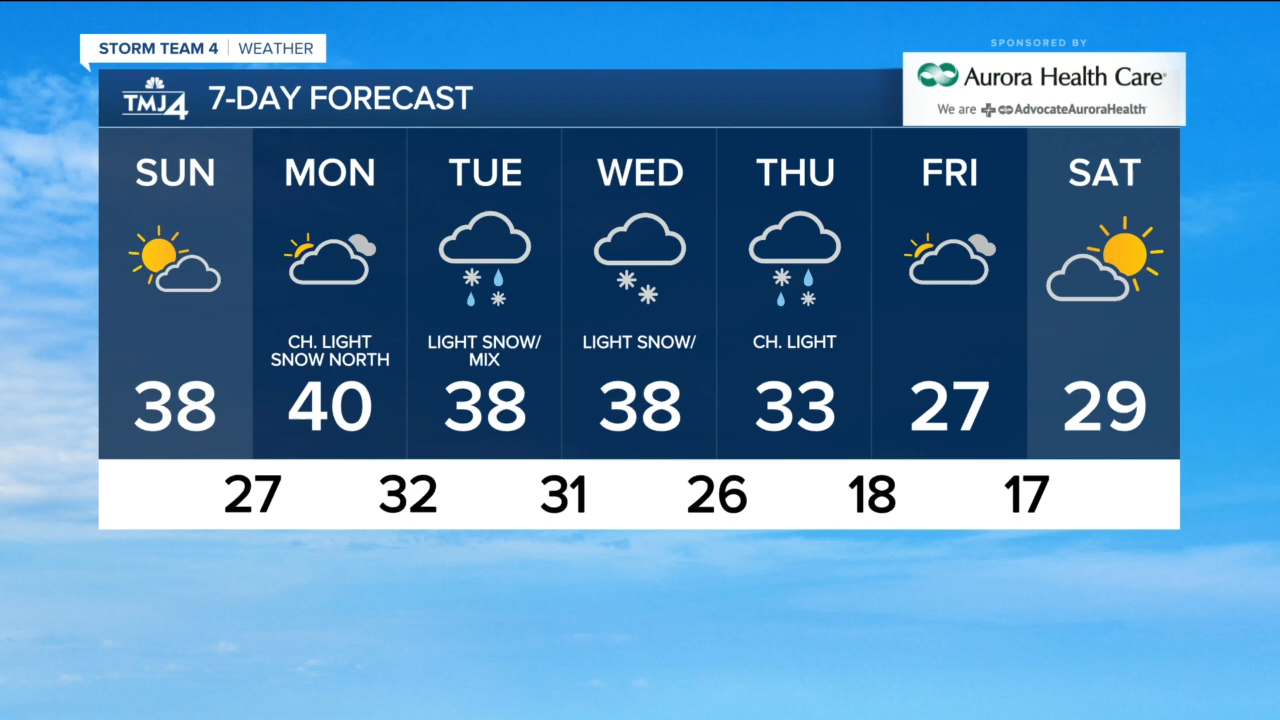 STORM TEAM 4 | WEATHER
SPONSORED BY
Aurora Health Care®
We are AdvocateAuroraHealth
TMJ4
7-DAY FORECAST
SUN MON TUE WED THU FRI SAT
CH. LIGHT LIGHT SNOW/ LIGHT SNOW/ CH. LIGHT
SNOW NORTH MIX
38 40 38 38 33 27 29
27 32 31 26 18 17